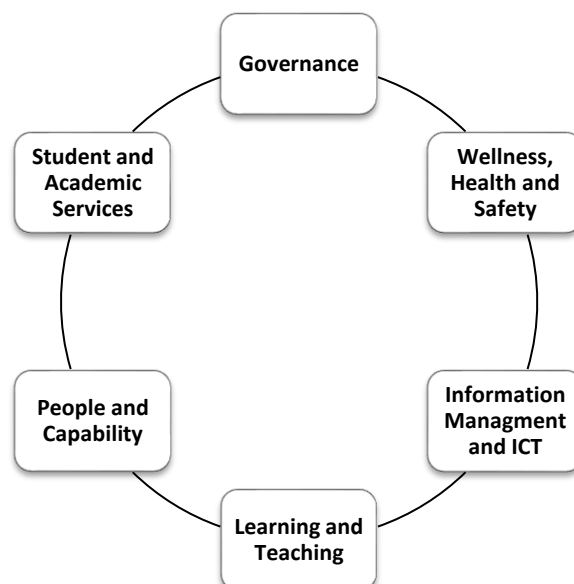 Governance
Wellness,
Health and
Safety
Information
Managment
and ICT
Learning and
Teaching
People and
Capability
Student and
Academic
Services